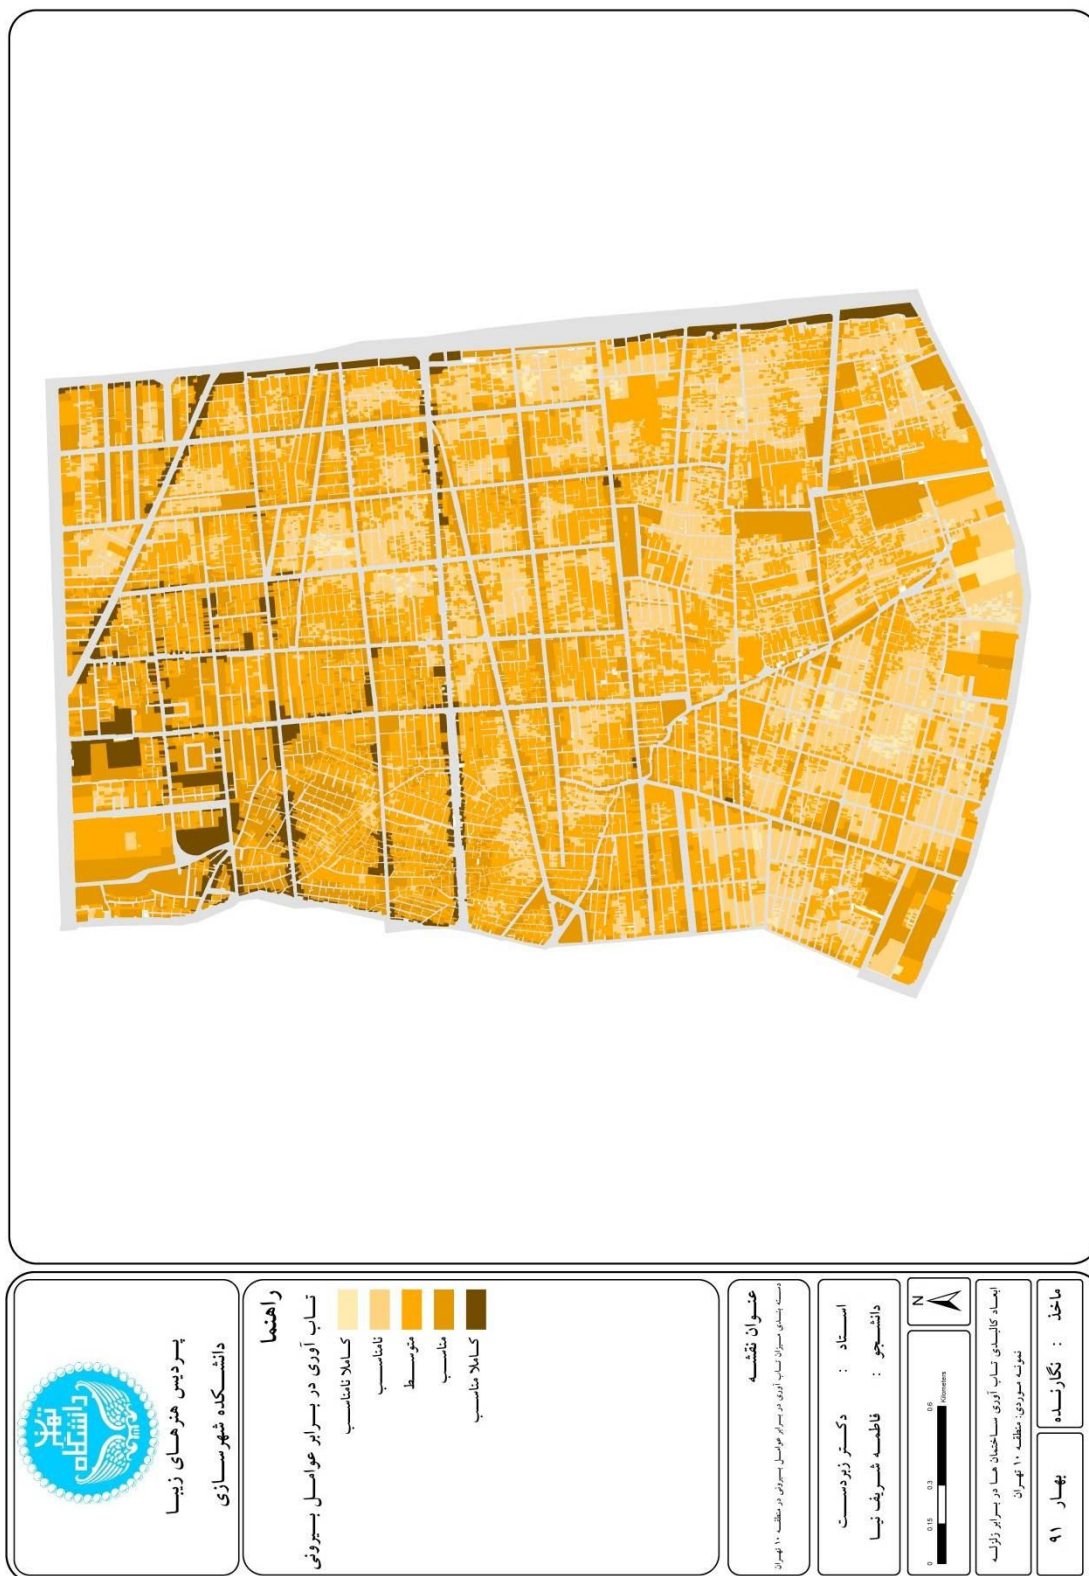 دانشگاه تهران
پردیس هنرهای زیبا
دانشکده شهرسازی
راهنما
تاب آوری در برابر عوامل بیرونی
کاملا نامناسب
نامناسب
متوسط
مناسب
کاملا مناسب
عنوان نقشه
دسته بندی میزان تاب آوری در برابر عوامل بیرونی در منطقه ۱۰ تهران
استاد : دکتر زبردست
دانشجو : فاطمه شریف نیا
N
0 0.15 0.3 0.6
Kilometers
ابعاد کالبدی تاب آوری ساختمان ها در برابر زلزله
نمونه موردی: منطقه ۱۰ تهران
ماخذ : نگارنده
بهار ۹۱